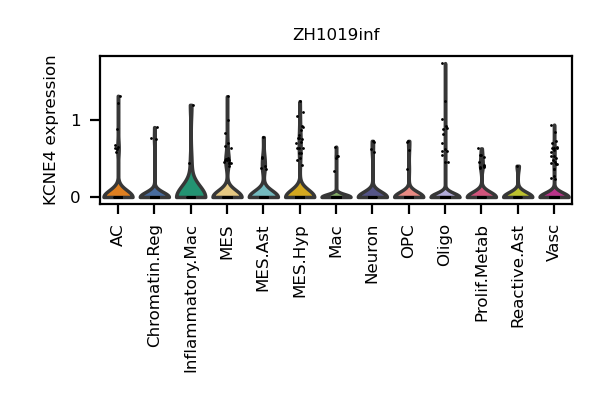 ZH1019inf
KCNE4 expression
1
0
AC
Chromatin.Reg
Inflammatory.Mac
MES
MES.Ast
MES.Hyp
Mac
Neuron
OPC
Oligo
Prolif.Metab
Reactive.Ast
Vasc